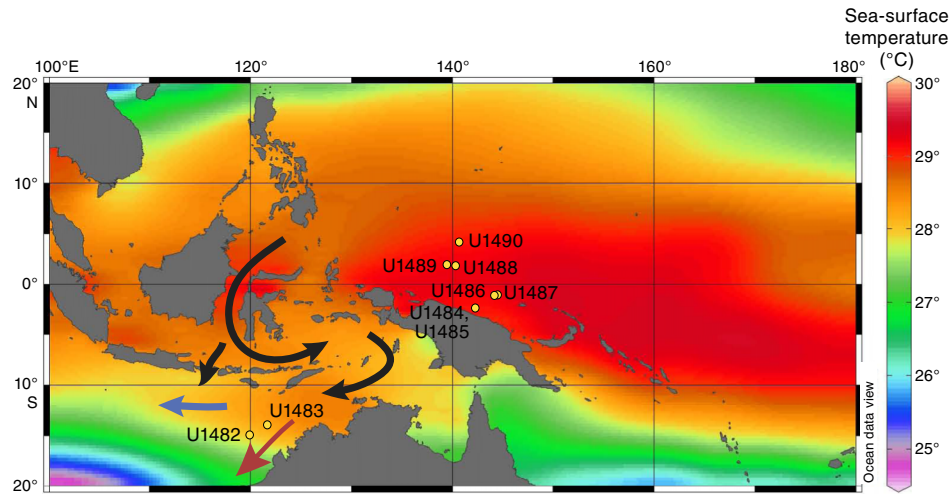 Sea-surface
temperature
(°C)
100°E
120°
140°
160°
180°
20°
N
10°
0°
10°
S
20°
30°
29°
28°
27°
26°
25°
U1490
U1489
U1488
U1486
U1487
U1484,
U1485
U1483
U1482
Ocean data view